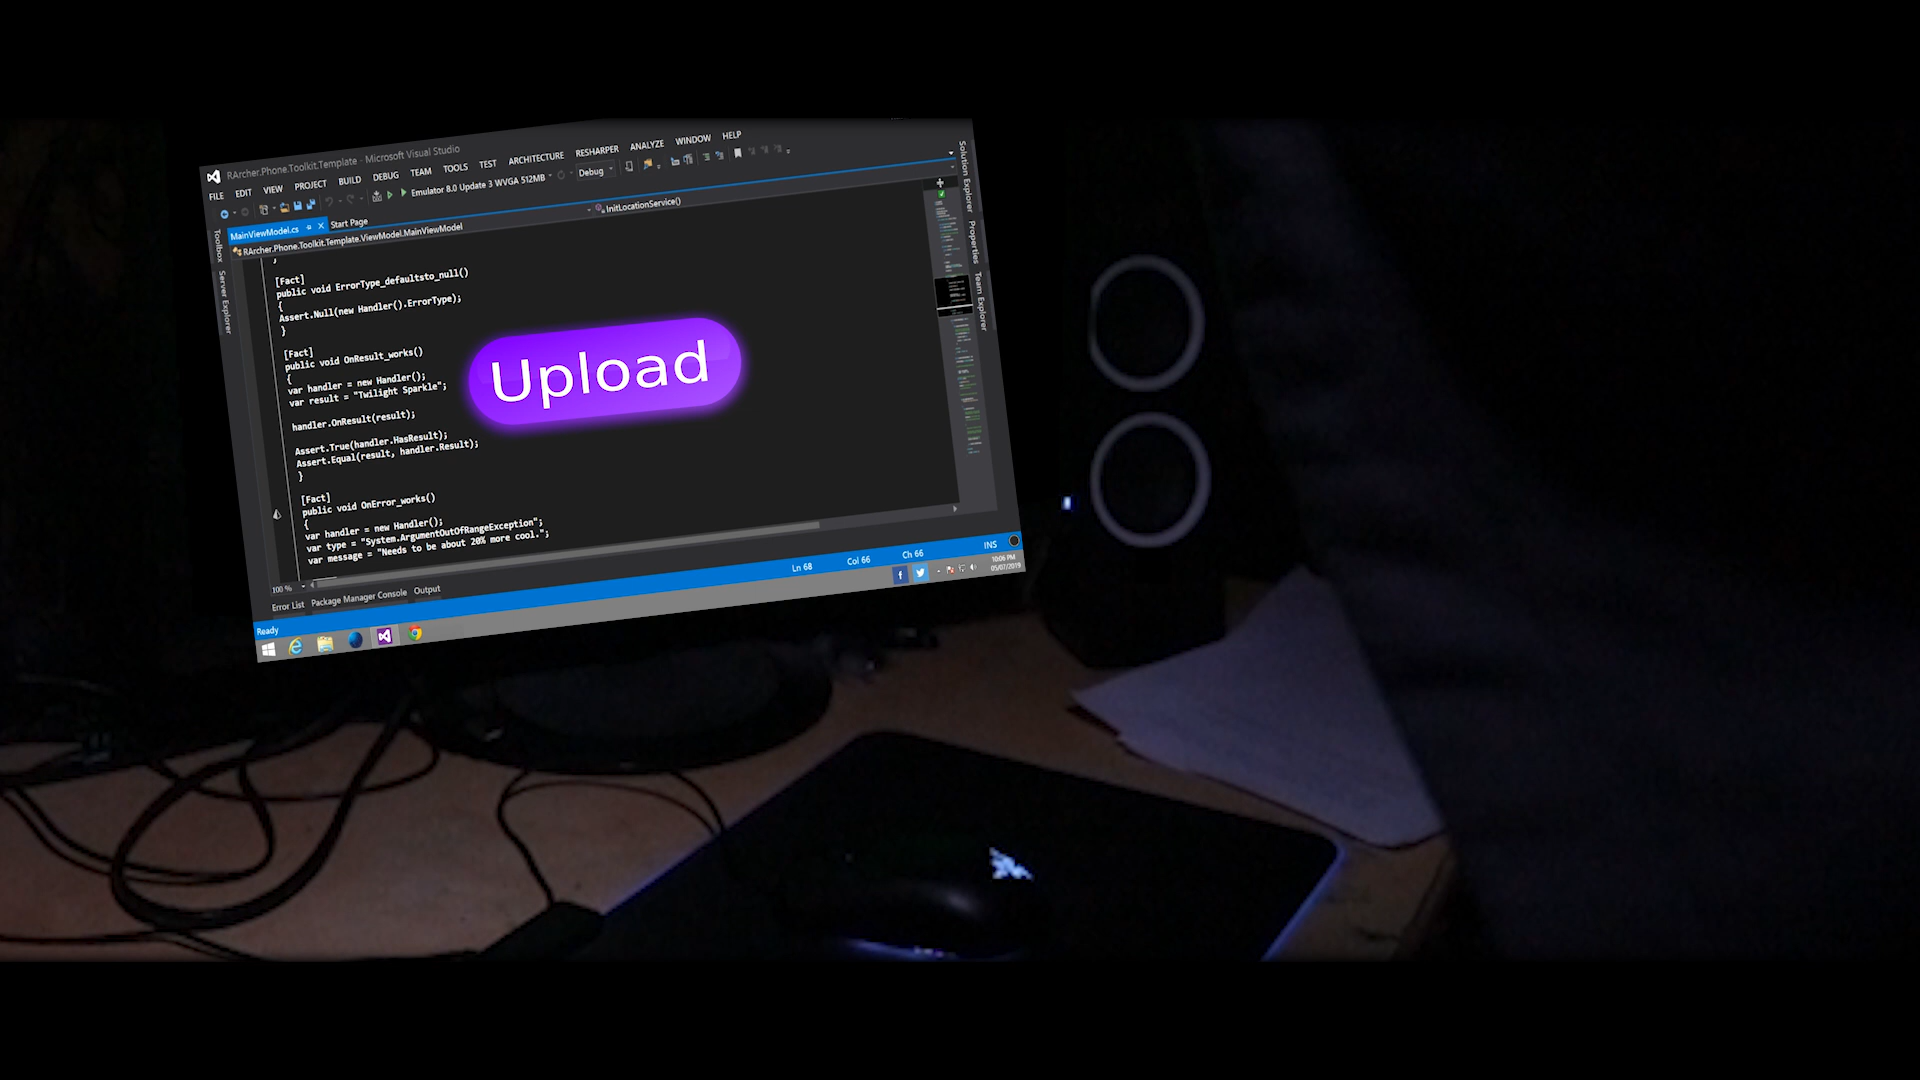 RArcher.Phone.Toolkit.Template - Microsoft Visual Studio
FILE EDIT VIEW PROJECT BUILD DEBUG TEAM TOOLS TEST ARCHITECTURE RESHARPER ANALYZE WINDOW HELP
Emulator 8.0 Update 3 WVGA 512MB Debug
MainViewModel.cs Start Page
RArcher.Phone.Toolkit.Template.ViewModel.MainViewModel InitLocationService()
Toolbox
Server Explorer
Solution Explorer
Properties
Team Explorer
}
[Fact]
public void ErrorType_defaultsto_null()
{
Assert.Null(new Handler().ErrorType);
}
[Fact]
public void OnResult_works()
{
var handler = new Handler();
var result = "Twilight Sparkle";
handler.OnResult(result);
Assert.True(handler.HasResult);
Assert.Equal(result, handler.Result);
}
[Fact]
public void OnError_works()
{
var handler = new Handler();
var type = "System.ArgumentOutOfRangeException";
var message = "Needs to be about 20% more cool.";
Upload
100 %
Error List Package Manager Console Output
Ready Ln 68 Col 66 Ch 66 INS
10:06 PM
05/07/2019